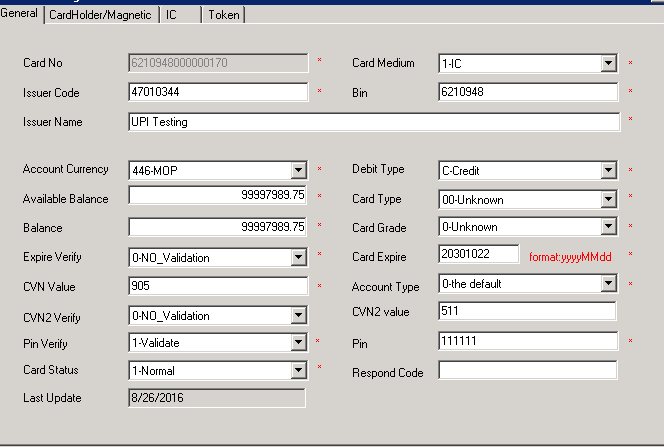 General CardHolder/Magnetic IC Token
Card No 6210948000000170 * Card Medium 1-IC *
Issuer Code 47010344 * Bin 6210948 *
Issuer Name UPI Testing *
Account Currency 446-MOP * Debit Type C-Credit *
Available Balance 99997989.75 * Card Type 00-Unknown *
Balance 99997989.75 * Card Grade 0-Unknown *
Expire Verify 0-NO_Validation * Card Expire 20301022 format:yyyyMMdd *
CVN Value 905 * Account Type 0-the default *
CVN2 Verify 0-NO_Validation CVN2 value 511
Pin Verify 1-Validate * Pin 111111 *
Card Status 1-Normal * Respond Code
Last Update 8/26/2016